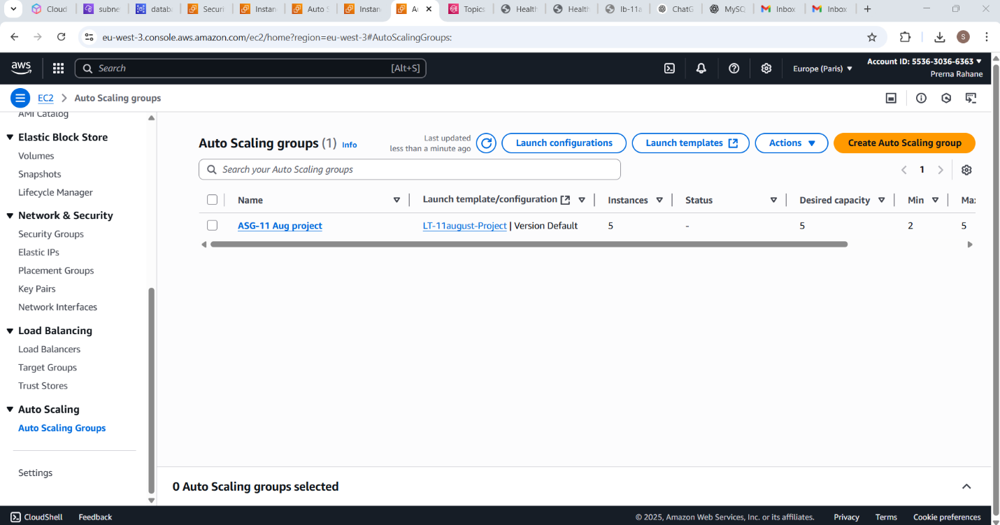 Cloud
subne
databa
Securi
Instan
Auto S
Instan
A
Topics
Health
Health
lb-11a
ChatG
MySQ
Inbox
Inbox
eu-west-3.console.aws.amazon.com/ec2/home?region=eu-west-3#AutoScalingGroups:
S
aws
Search
[Alt+S]
Europe (Paris)
Account ID: 5536-3036-6363
Prerna Rahane
EC2
Auto Scaling groups
AMI Catalog
Elastic Block Store
Volumes
Snapshots
Lifecycle Manager
Network & Security
Security Groups
Elastic IPs
Placement Groups
Key Pairs
Network Interfaces
Load Balancing
Load Balancers
Target Groups
Trust Stores
Auto Scaling
Auto Scaling Groups
Settings
Auto Scaling groups (1) Info
Last updated
less than a minute ago
Launch configurations
Launch templates
Actions
Create Auto Scaling group
Search your Auto Scaling groups
1
Name Launch template/configuration Instances Status Desired capacity Min Max
ASG-11 Aug project LT-11august-Project | Version Default 5 - 5 2 5
0 Auto Scaling groups selected
CloudShell Feedback © 2025, Amazon Web Services, Inc. or its affiliates. Privacy Terms Cookie preferences